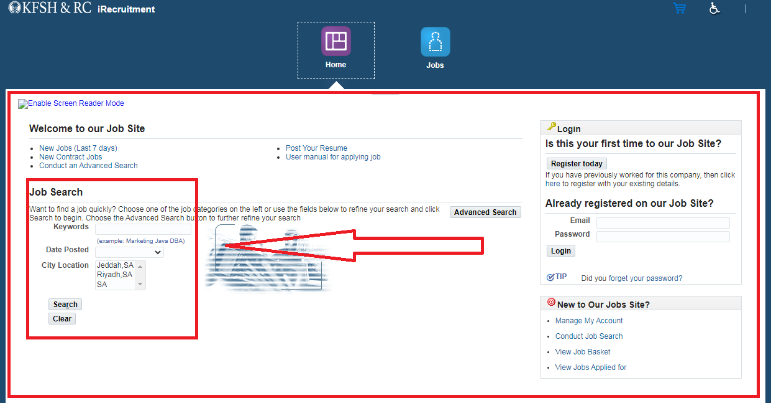 KFSH & RC iRecruitment
Home
Jobs
Enable Screen Reader Mode
Welcome to our Job Site
New Jobs (Last 7 days)
New Contract Jobs
Conduct an Advanced Search
Post Your Resume
User manual for applying job
Job Search
Want to find a job quickly? Choose one of the job categories on the left or use the fields below to refine your search and click
Search to begin. Choose the Advanced Search button to further refine your search
Advanced Search
Keywords
(example: Marketing Java DBA)
Date Posted
City Location
Jeddah,SA
Riyadh,SA
SA
Search
Clear
Login
Is this your first time to our Job Site?
Register today
If you have previously worked for this company, then click
here to register with your existing details.
Already registered on our Job Site?
Email
Password
Login
TIP Did you forget your password?
New to Our Jobs Site?
Manage My Account
Conduct Job Search
View Job Basket
View Jobs Applied for